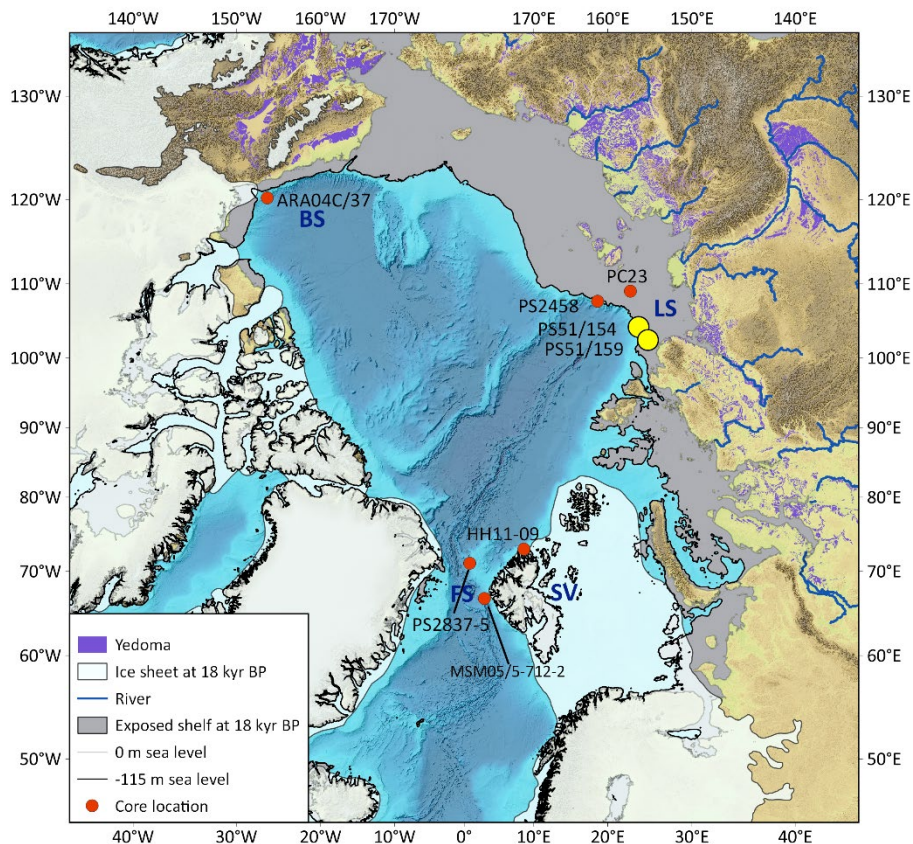 150°W 160°W 170°W 170°E 160°E 150°E 140°E
130°W 130°E
120°W 120°E
ARA04C/37
BS
110°W 110°E
PC23
PS2458 LS
PS51/154
PS51/159
100°W 100°E
90°W 90°E
80°W 80°E
HH11-09
70°W 70°E
FS SV
PS2837-5
MSM05/5-712-2
60°W 60°E
50°W 50°E
Yedoma
Ice sheet at 18 kyr BP
River
Exposed shelf at 18 kyr BP
0 m sea level
-115 m sea level
Core location
40°W 30°W 20°W 10°W 0° 10°E 20°E 30°E 40°E